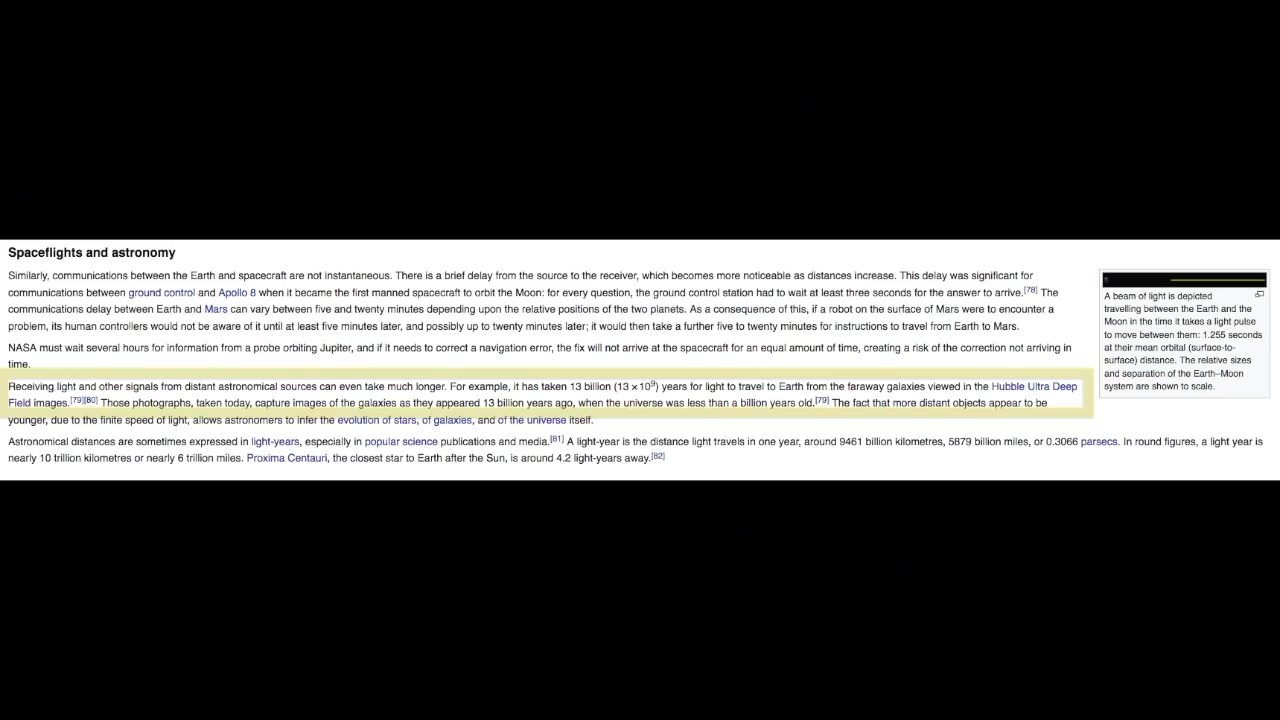 Spaceflights and astronomy
Similarly, communications between the Earth and spacecraft are not instantaneous. There is a brief delay from the source to the receiver, which becomes more noticeable as distances increase. This delay was significant for
communications between ground control and Apollo 8 when it became the first manned spacecraft to orbit the Moon: for every question, the ground control station had to wait at least three seconds for the answer to arrive.[78] The
communications delay between Earth and Mars can vary between five and twenty minutes depending upon the relative positions of the two planets. As a consequence of this, if a robot on the surface of Mars were to encounter a
problem, its human controllers would not be aware of it until at least five minutes later, and possibly up to twenty minutes later; it would then take a further five to twenty minutes for instructions to travel from Earth to Mars.
NASA must wait several hours for information from a probe orbiting Jupiter, and if it needs to correct a navigation error, the fix will not arrive at the spacecraft for an equal amount of time, creating a risk of the correction not arriving in
time.
Receiving light and other signals from distant astronomical sources can even take much longer. For example, it has taken 13 billion (13 × 10⁹) years for light to travel to Earth from the faraway galaxies viewed in the Hubble Ultra Deep
Field images.[79][80] Those photographs, taken today, capture images of the galaxies as they appeared 13 billion years ago, when the universe was less than a billion years old.[79] The fact that more distant objects appear to be
younger, due to the finite speed of light, allows astronomers to infer the evolution of stars, of galaxies, and of the universe itself.
Astronomical distances are sometimes expressed in light-years, especially in popular science publications and media.[81] A light-year is the distance light travels in one year, around 9461 billion kilometres, 5879 billion miles, or 0.3066 parsecs. In round figures, a light year is
nearly 10 trillion kilometres or nearly 6 trillion miles. Proxima Centauri, the closest star to Earth after the Sun, is around 4.2 light-years away.[82]
A beam of light is depicted
travelling between the Earth and the
Moon in the time it takes a light pulse
to move between them: 1.255 seconds
at their mean orbital (surface-to-
surface) distance. The relative sizes
and separation of the Earth–Moon
system are shown to scale.